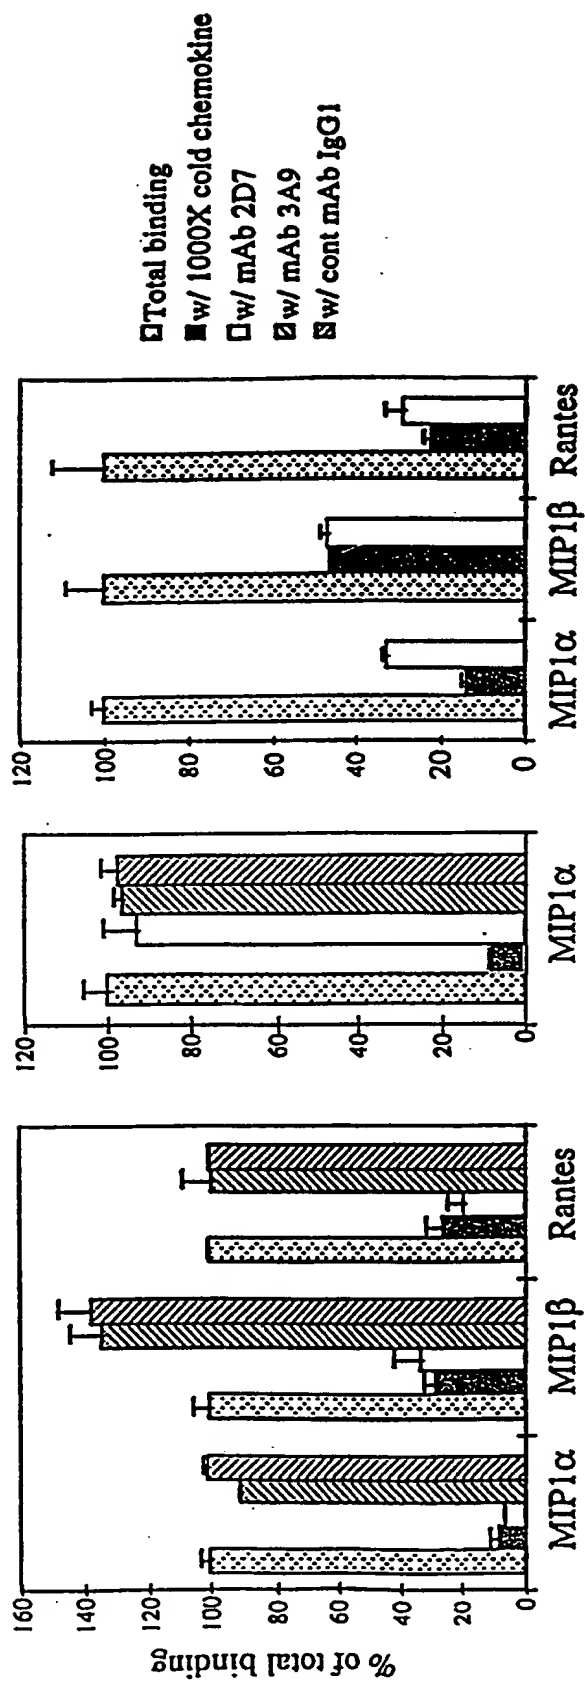 % of total binding
160
140
120
100
80
60
40
20
0
MIP1α MIP1β Rantes
120
100
80
60
40
20
0
MIP1α
120
100
80
60
40
20
0
MIP1α MIP1β Rantes
Total binding
w/ 1000X cold chemokine
w/ mAb 2D7
w/ mAb 3A9
w/ cont mAb IgG1